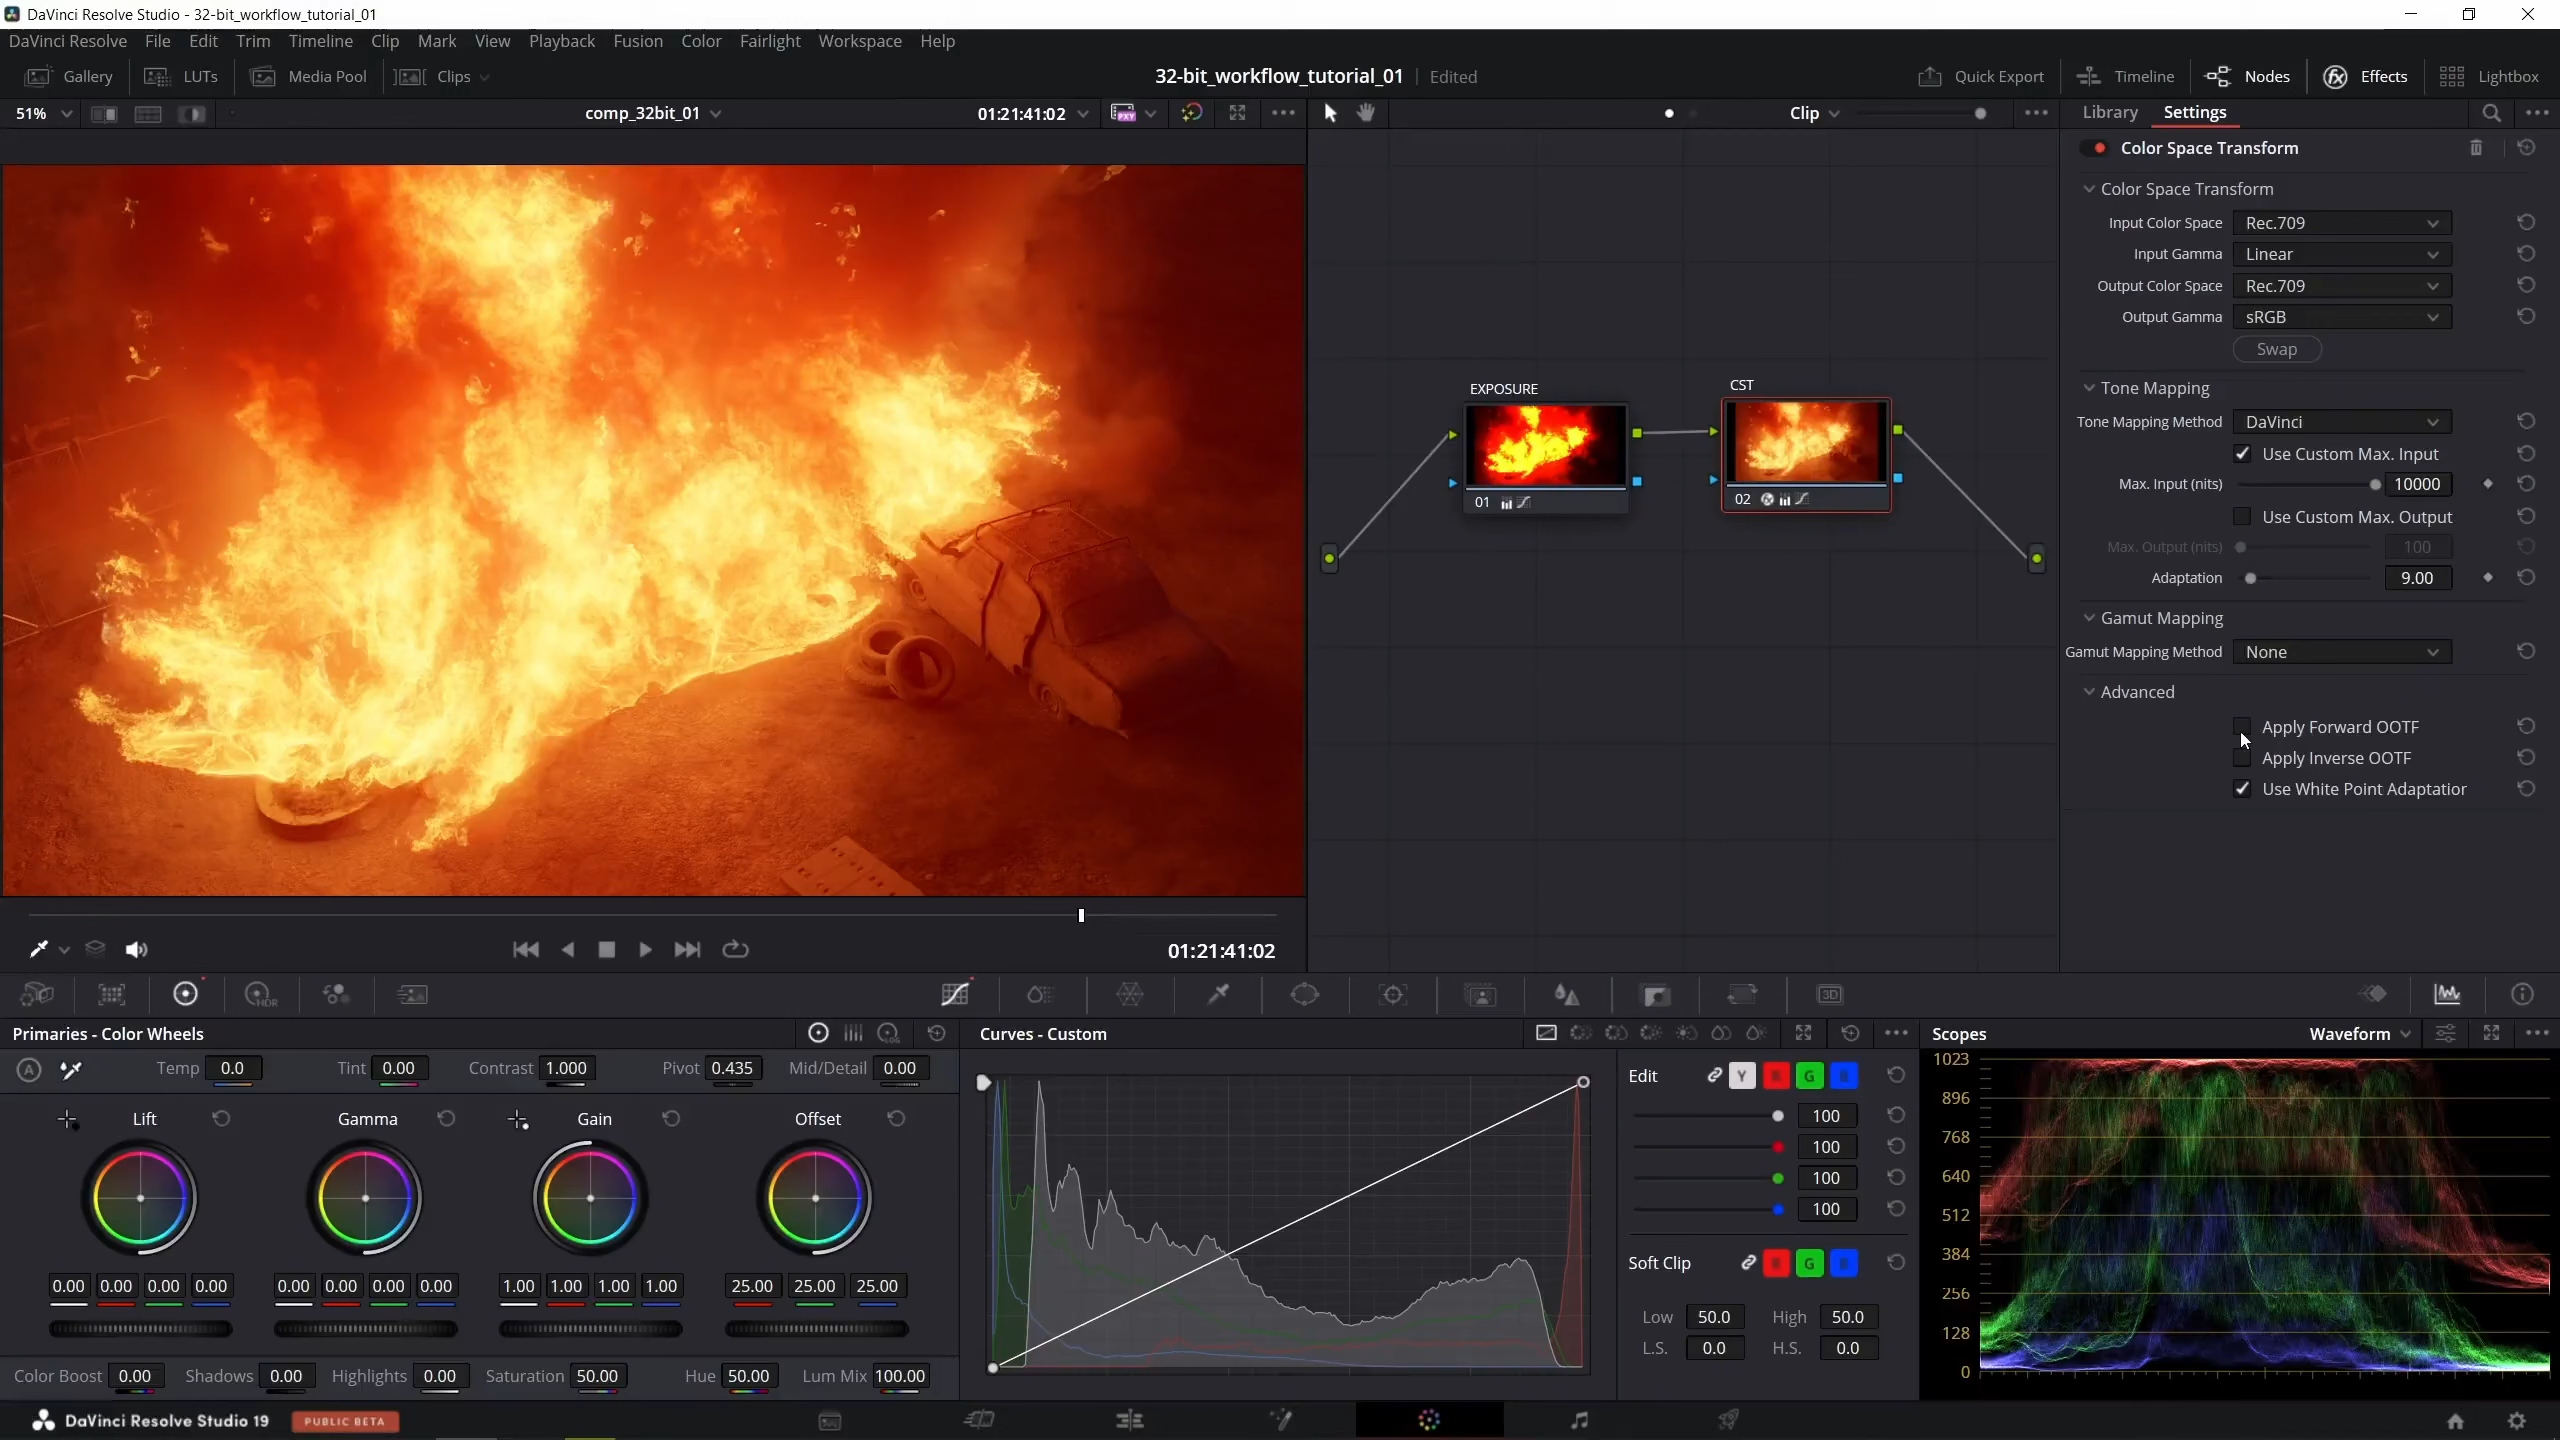 DaVinci Resolve Studio - 32-bit_workflow_tutorial_01
DaVinci Resolve File Edit Trim Timeline Clip Mark View Playback Fusion Color Fairlight Workspace Help
Gallery LUTs Media Pool Clips 32-bit_workflow_tutorial_01 Edited Quick Export Timeline Nodes Effects Lightbox
51% comp_32bit_01 01:21:41:02 Clip Library Settings
Color Space Transform
Color Space Transform
Input Color Space Rec.709
Input Gamma Linear
Output Color Space Rec.709
Output Gamma sRGB
Swap
Tone Mapping
Tone Mapping Method DaVinci
Use Custom Max. Input
Max. Input (nits) 10000
Use Custom Max. Output
Max. Output (nits) 100
Adaptation 9.00
Gamut Mapping
Gamut Mapping Method None
Advanced
Apply Forward OOTF
Apply Inverse OOTF
Use White Point Adaptation
EXPOSURE
01
CST
02
01:21:41:02
HDR
3D
Primaries - Color Wheels
Temp 0.0 Tint 0.00 Contrast 1.000 Pivot 0.435 Mid/Detail 0.00
Lift Gamma Gain Offset
0.00 0.00 0.00 0.00 0.00 0.00 0.00 0.00 1.00 1.00 1.00 1.00 25.00 25.00 25.00
Color Boost 0.00 Shadows 0.00 Highlights 0.00 Saturation 50.00 Hue 50.00 Lum Mix 100.00
Curves - Custom
Edit Y G
100
100
100
100
Soft Clip G
Low 50.0 High 50.0
L.S. 0.0 H.S. 0.0
Scopes Waveform
1023
896
768
640
512
384
256
128
0
DaVinci Resolve Studio 19 PUBLIC BETA